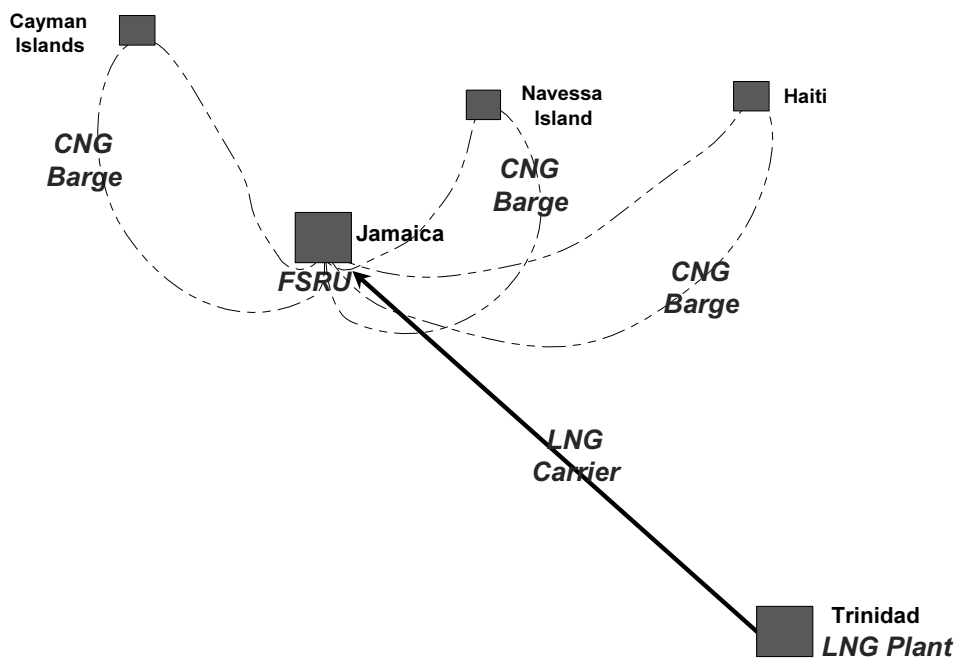 Cayman
Islands
Navessa
Island
Haiti
CNG
Barge
CNG
Barge
Jamaica
FSRU
CNG
Barge
LNG
Carrier
Trinidad
LNG Plant